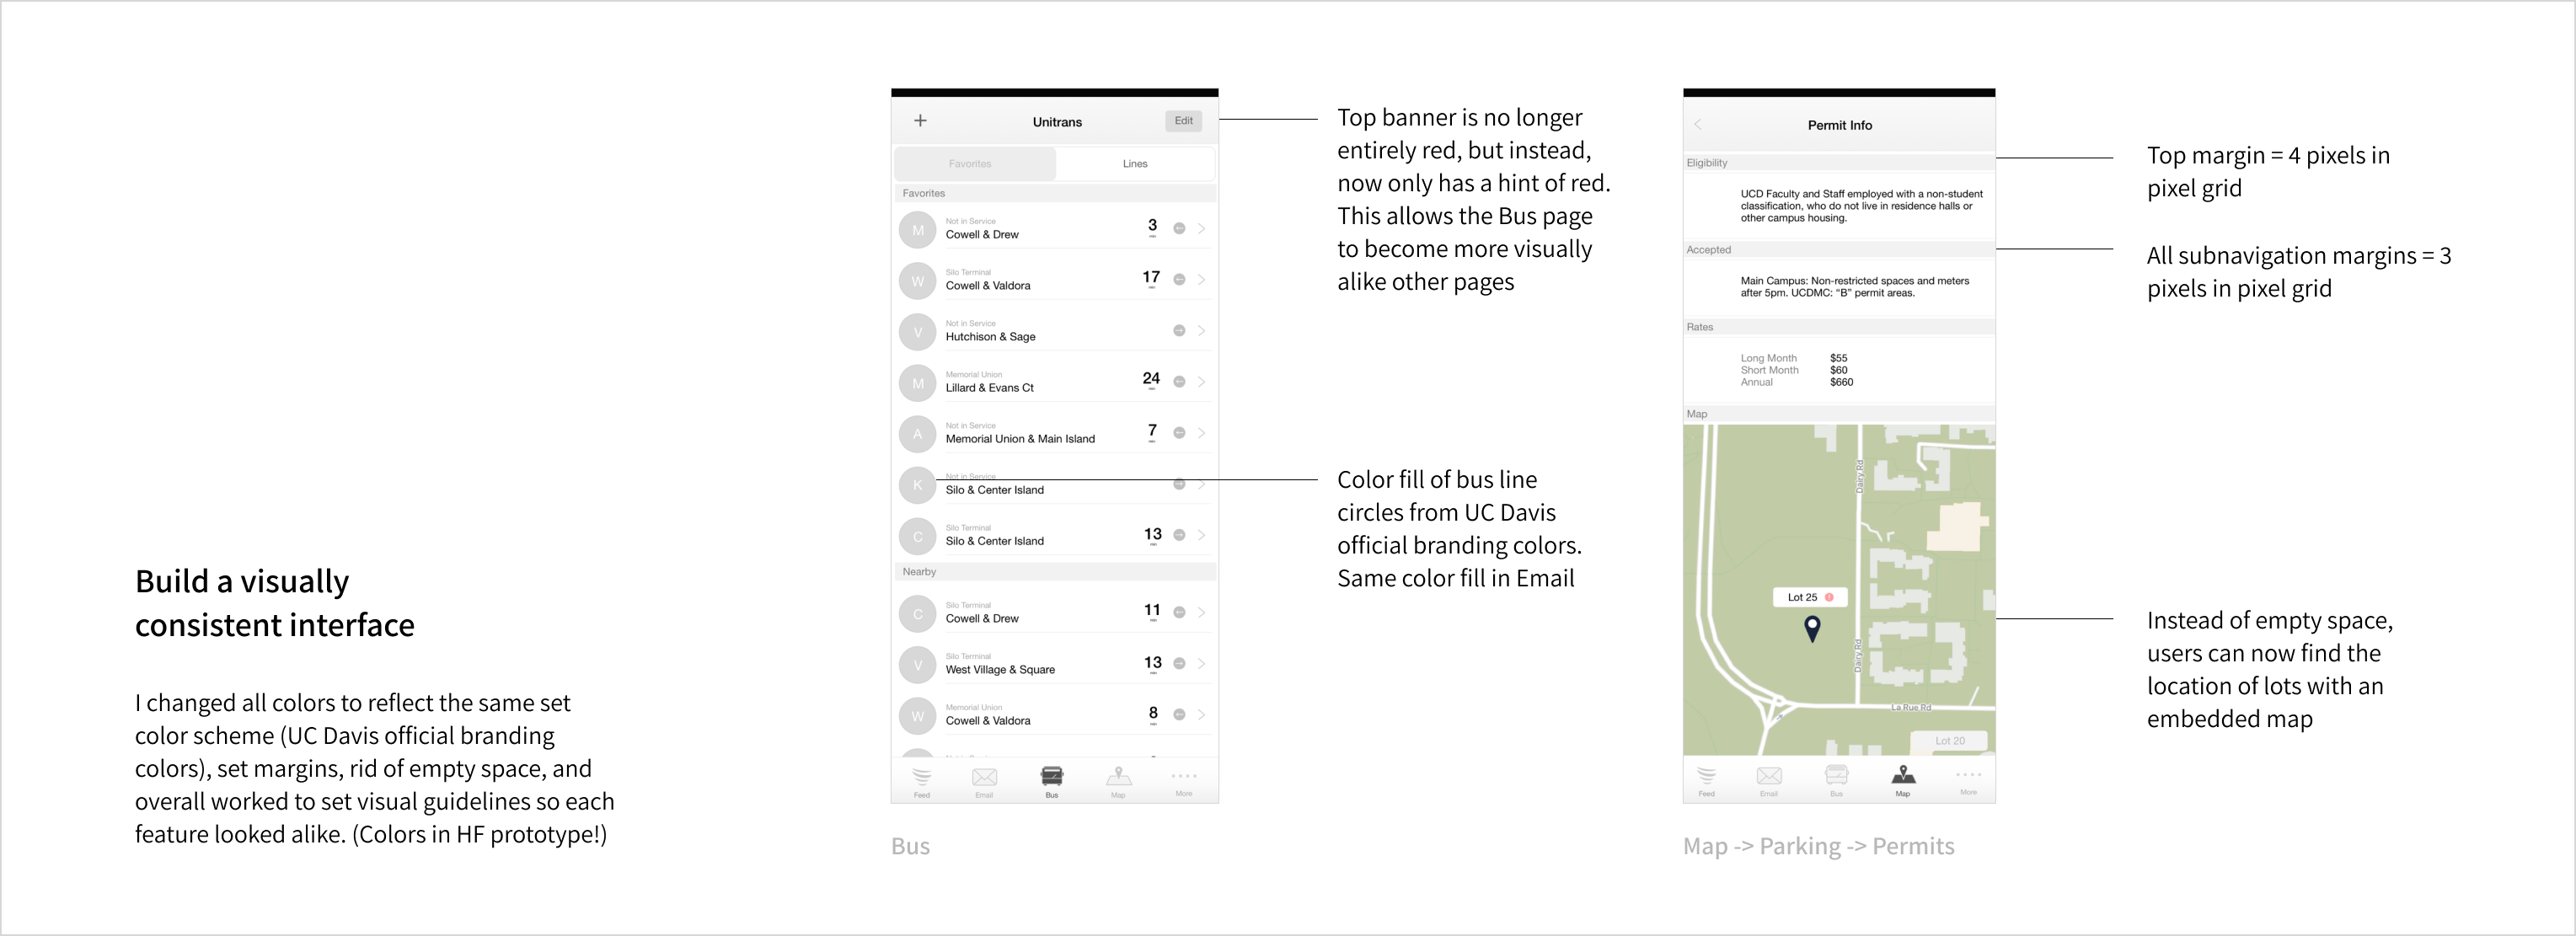 Build a visually
consistent interface
I changed all colors to reflect the same set
color scheme (UC Davis official branding
colors), set margins, rid of empty space, and
overall worked to set visual guidelines so each
feature looked alike. (Colors in HF prototype!)
+
Unitrans
Edit
Favorites
Lines
Favorites
M
Not in Service
Cowell & Drew
3
min
W
Silo Terminal
Cowell & Valdora
17
min
V
Not in Service
Hutchison & Sage
M
Memorial Union
Lillard & Evans Ct
24
min
A
Not in Service
Memorial Union & Main Island
7
min
K
Not in Service
Silo & Center Island
C
Silo Terminal
Silo & Center Island
13
min
Nearby
C
Silo Terminal
Cowell & Drew
11
min
V
Silo Terminal
West Village & Square
13
min
W
Memorial Union
Cowell & Valdora
8
min
Feed
Email
Bus
Map
More
Bus
Top banner is no longer
entirely red, but instead,
now only has a hint of red.
This allows the Bus page
to become more visually
alike other pages
Color fill of bus line
circles from UC Davis
official branding colors.
Same color fill in Email
Permit Info
Eligibility
UCD Faculty and Staff employed with a non-student
classification, who do not live in residence halls or
other campus housing.
Accepted
Main Campus: Non-restricted spaces and meters
after 5pm. UCDMC: “B” permit areas.
Rates
Long Month $55
Short Month $60
Annual $660
Map
Dairy Rd
Lot 25
Dairy Rd
La Rue Rd
Lot 20
Feed
Email
Bus
Map
More
Map -> Parking -> Permits
Top margin = 4 pixels in
pixel grid
All subnavigation margins = 3
pixels in pixel grid
Instead of empty space,
users can now find the
location of lots with an
embedded map